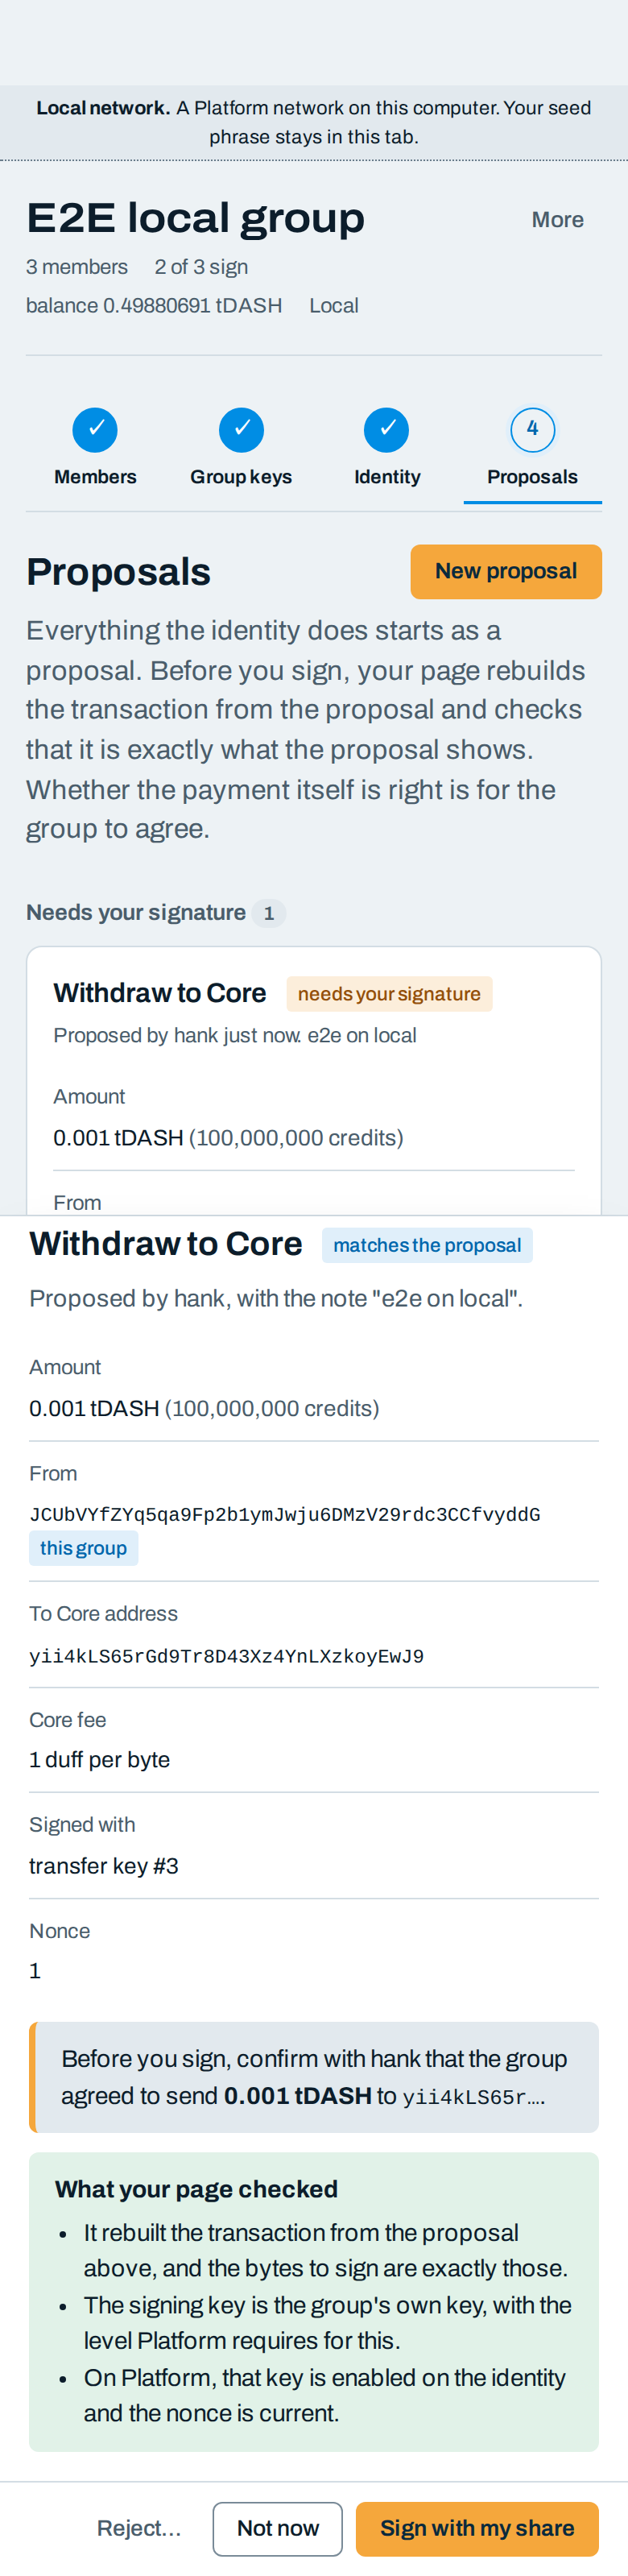 Local network. A Platform network on this computer. Your seed
phrase stays in this tab.
E2E local group
More
3 members 2 of 3 sign
balance 0.49880691 tDASH Local
✓ ✓ ✓ 4
Members Group keys Identity Proposals
Proposals
New proposal
Everything the identity does starts as a
proposal. Before you sign, your page rebuilds
the transaction from the proposal and checks
that it is exactly what the proposal shows.
Whether the payment itself is right is for the
group to agree.
Needs your signature 1
Withdraw to Core needs your signature
Proposed by hank just now. e2e on local
Amount
0.001 tDASH (100,000,000 credits)
From
Withdraw to Core matches the proposal
Proposed by hank, with the note "e2e on local".
Amount
0.001 tDASH (100,000,000 credits)
From
JCUbVYfZYq5qa9Fp2b1ymJwju6DMzV29rdc3CCfvyddG
this group
To Core address
yii4kLS65rGd9Tr8D43Xz4YnLXzkoyEwJ9
Core fee
1 duff per byte
Signed with
transfer key #3
Nonce
1
Before you sign, confirm with hank that the group
agreed to send 0.001 tDASH to yii4kLS65r….
What your page checked
• It rebuilt the transaction from the proposal
above, and the bytes to sign are exactly those.
• The signing key is the group's own key, with the
level Platform requires for this.
• On Platform, that key is enabled on the identity
and the nonce is current.
Reject… Not now Sign with my share